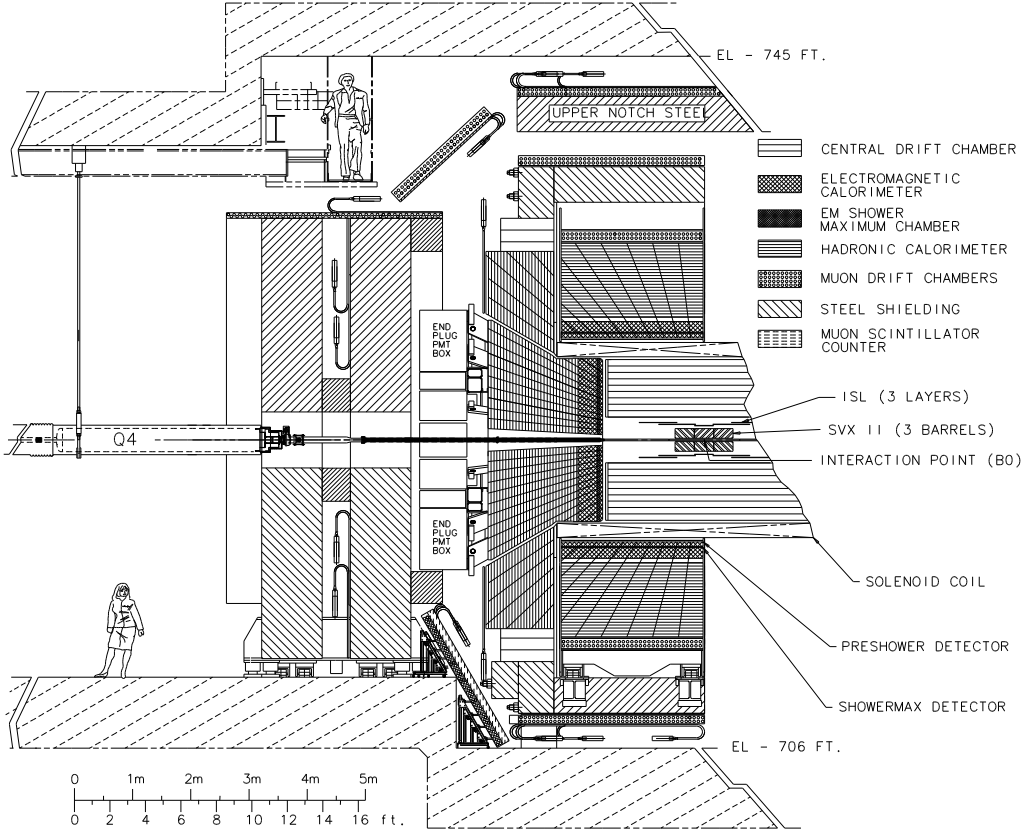 EL - 745 FT.
UPPER NOTCH STEEL
CENTRAL DRIFT CHAMBER
ELECTROMAGNETIC
CALORIMETER
EM SHOWER
MAXIMUM CHAMBER
HADRONIC CALORIMETER
MUON DRIFT CHAMBERS
STEEL SHIELDING
MUON SCINTILLATOR
COUNTER
END
PLUG
PMT
BOX
ISL (3 LAYERS)
SVX II (3 BARRELS)
INTERACTION POINT (B0)
Q4
END
PLUG
PMT
BOX
SOLENOID COIL
PRESHOWER DETECTOR
SHOWERMAX DETECTOR
EL - 706 FT.
0 1m 2m 3m 4m 5m
0 2 4 6 8 10 12 14 16 ft.